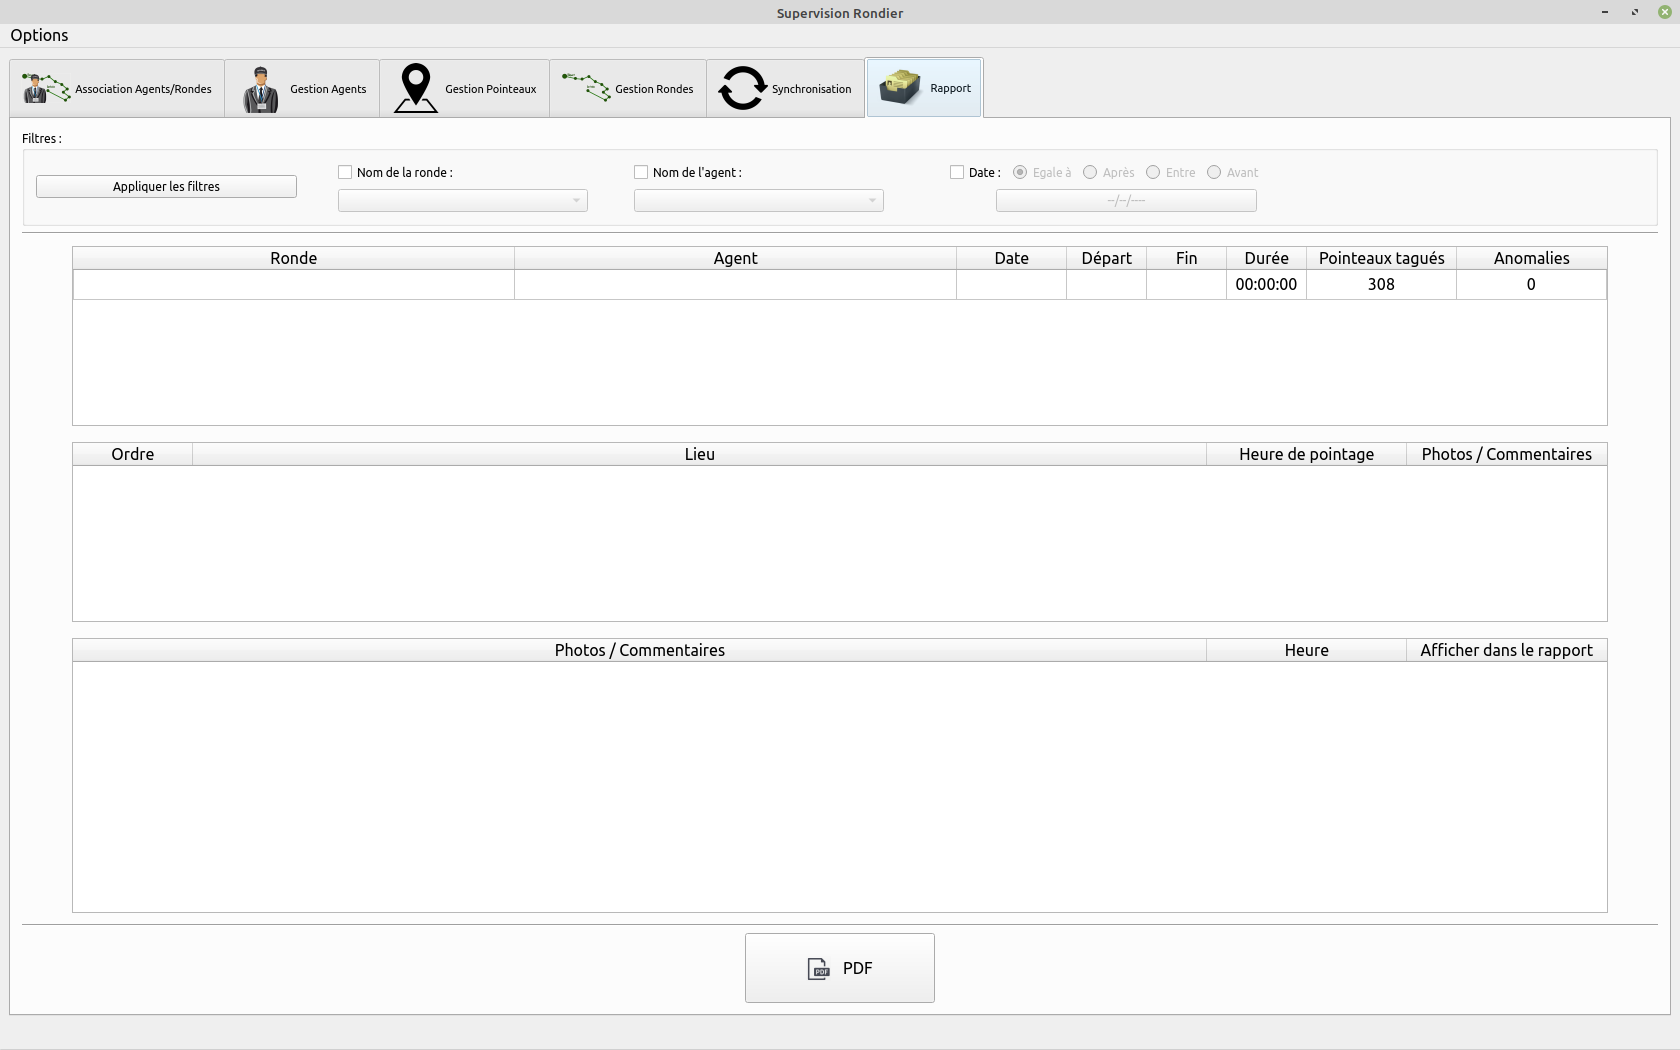 Supervision Rondier
Options
Association Agents/Rondes
Gestion Agents
Gestion Pointeaux
Gestion Rondes
Synchronisation
Rapport
Filtres :
Appliquer les filtres
Nom de la ronde :
Nom de l'agent :
Date :
Egale à
Après
Entre
Avant
--/--/----
Ronde Agent Date Départ Fin Durée Pointeaux tagués Anomalies
00:00:00 308 0
Ordre Lieu Heure de pointage Photos / Commentaires
Photos / Commentaires Heure Afficher dans le rapport
PDF
PDF